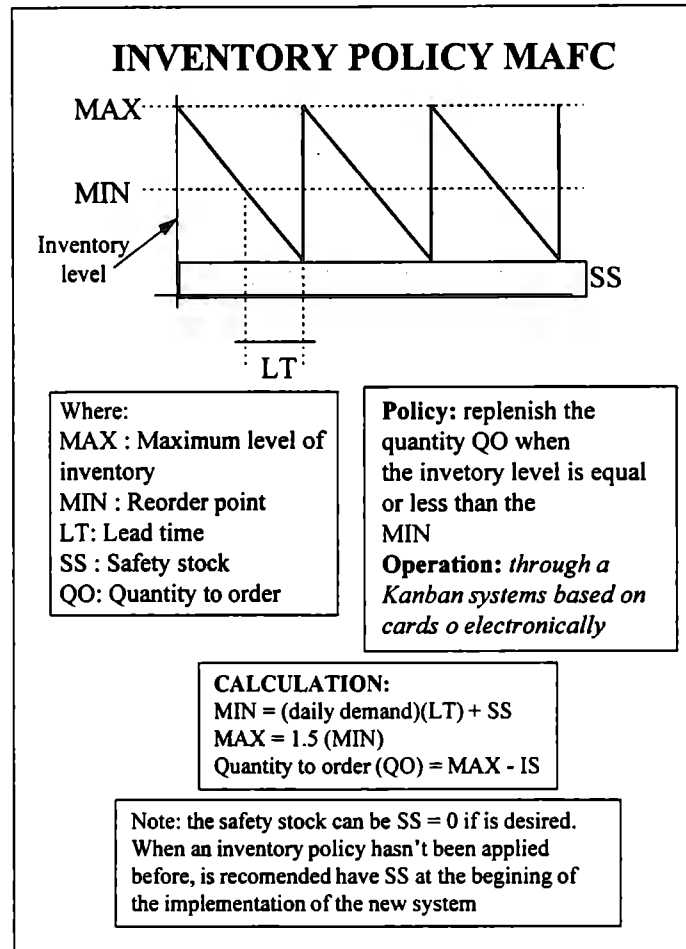 INVENTORY POLICY MAFC
MAX
MIN
Inventory
level
SS
LT
Where:
MAX : Maximum level of
inventory
MIN : Reorder point
LT: Lead time
SS : Safety stock
QO: Quantity to order
Policy: replenish the
quantity QO when
the invetory level is equal
or less than the
MIN
Operation: through a
Kanban systems based on
cards o electronically
CALCULATION:
MIN = (daily demand)(LT) + SS
MAX = 1.5 (MIN)
Quantity to order (QO) = MAX - IS
Note: the safety stock can be SS = 0 if is desired.
When an inventory policy hasn't been applied
before, is recomended have SS at the begining of
the implementation of the new system